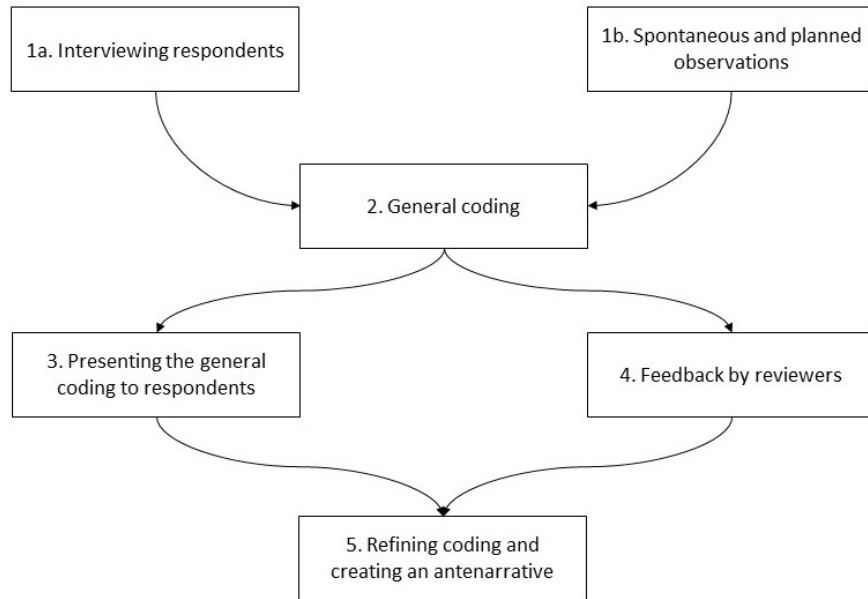 1a. Interviewing respondents
1b. Spontaneous and planned
observations
2. General coding
3. Presenting the general
coding to respondents
4. Feedback by reviewers
5. Refining coding and
creating an antenarrative